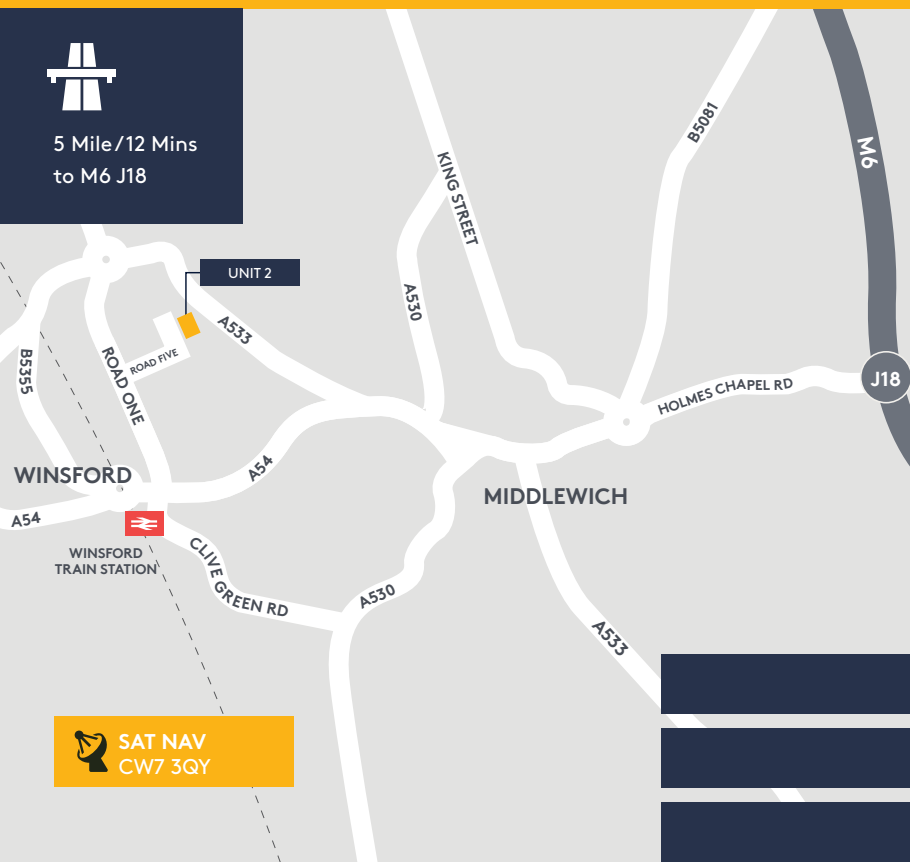 5 Mile/12 Mins
to M6 J18
B5081
M6
KING STREET
UNIT 2
A530
A533
ROAD FIVE
B5355
ROAD ONE
J18
HOLMES CHAPEL RD
A54
WINSFORD
MIDDLEWICH
A54
WINSFORD
TRAIN STATION
CLIVE GREEN RD
A530
A533
SAT NAV
CW7 3QY